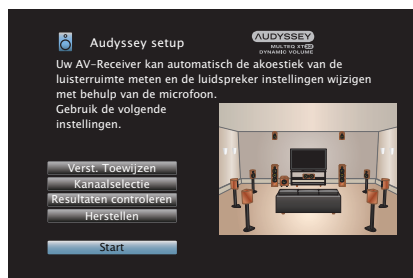 Audyssey setup
AUDYSSEY
MULTEQ XT32
DYNAMIC VOLUME
Uw AV-Receiver kan automatisch de akoestiek van de
luisterruimte meten en de luidspreker instellingen wijzigen
met behulp van de microfoon.
Gebruik de volgende
instellingen.
Verst. Toewijzen
Kanaalselectie
Resultaten controleren
Herstellen
Start